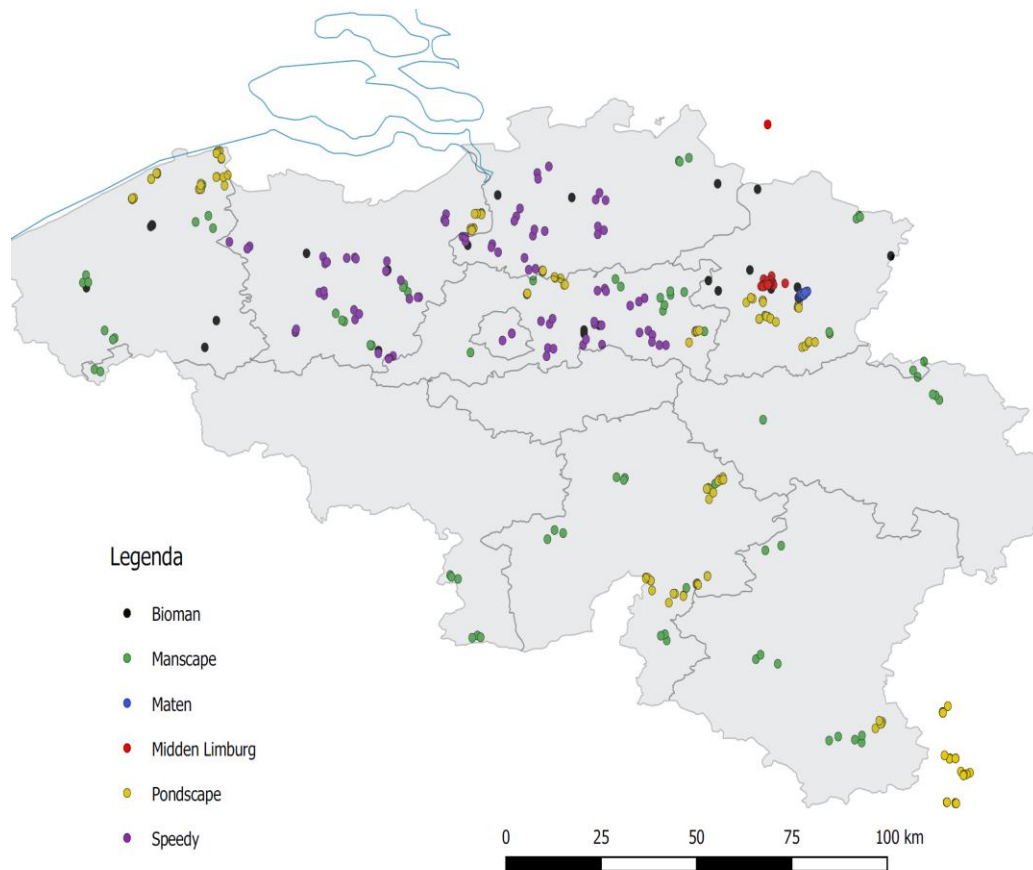 Legenda
Bioman
Manscape
Maten
Midden Limburg
Pondscape
Speedy
0 25 50 75 100 km